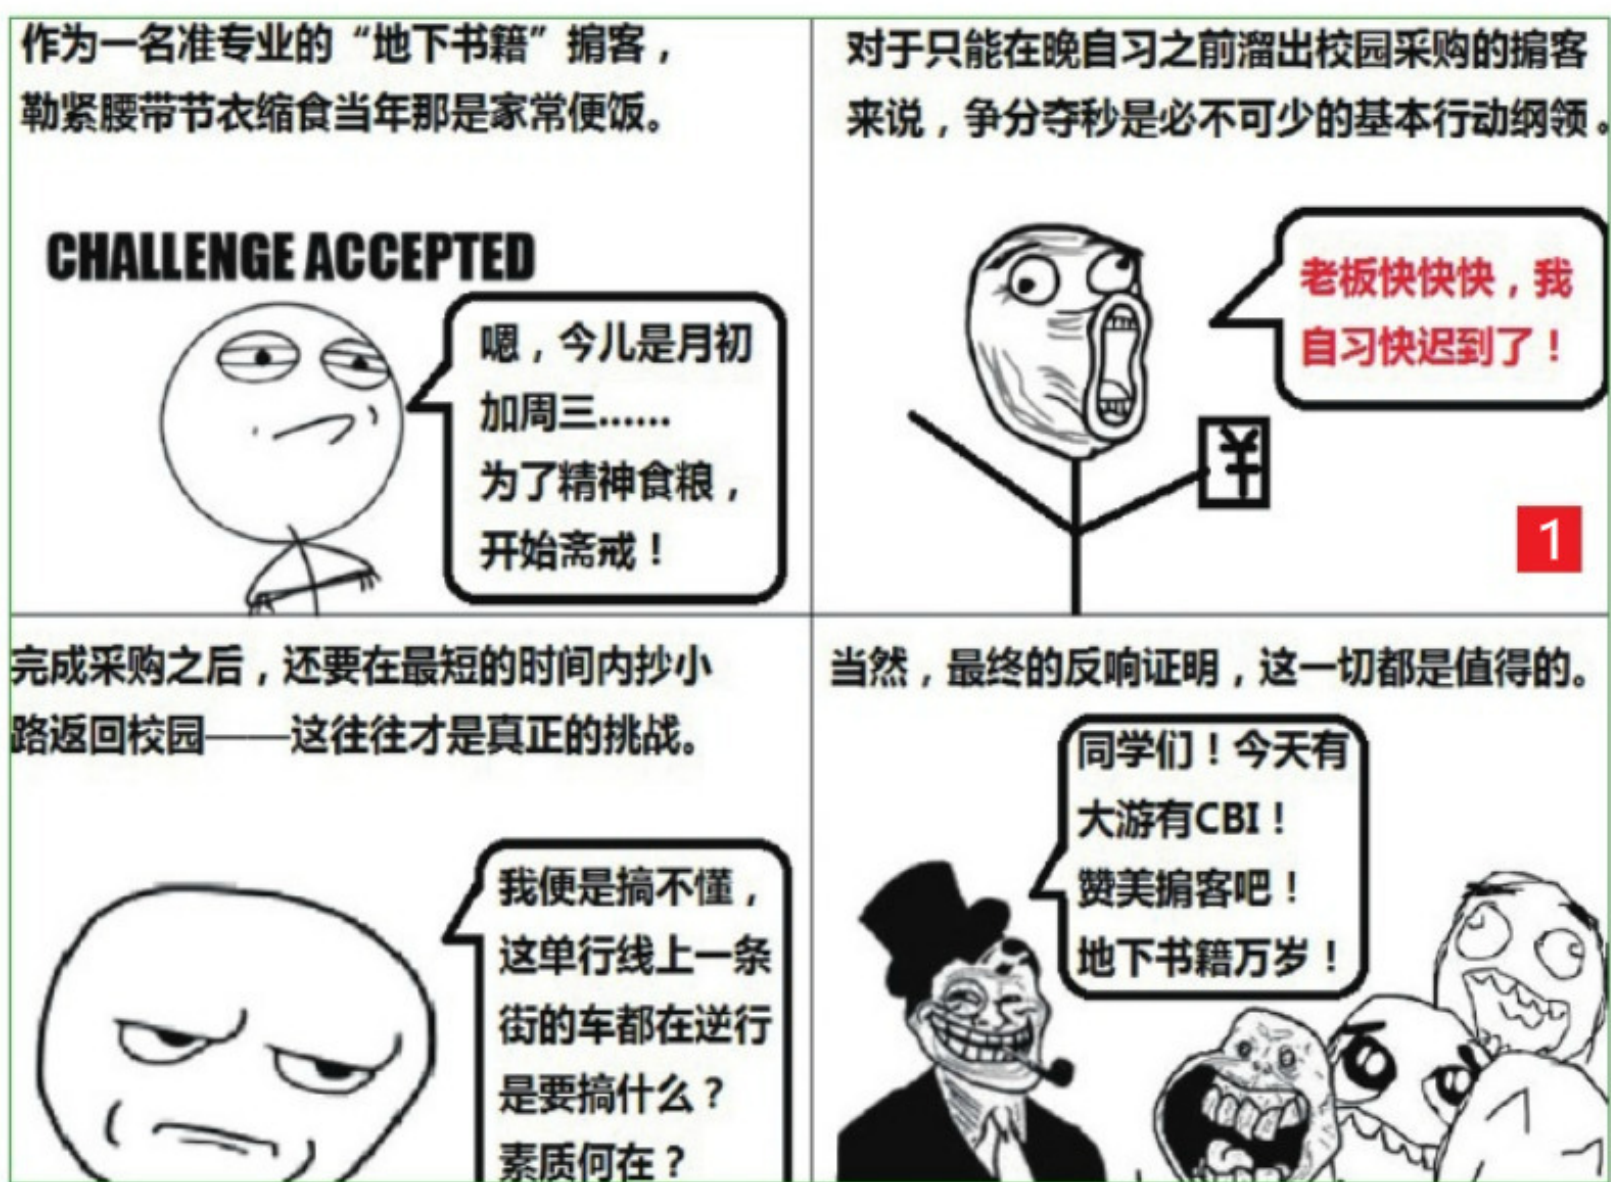 作为一名准专业的“地下书籍”掮客，
勒紧腰带节衣缩食当年那是家常便饭。
CHALLENGE ACCEPTED
嗯，今儿是月初
加周三……
为了精神食粮，
开始斋戒！
对于只能在晚自习之前溜出校园采购的掮客
来说，争分夺秒是必不可少的基本行动纲领。
老板快快快，我
自习快迟到了！
¥
1
完成采购之后，还要在最短的时间内抄小
路返回校园——这往往才是真正的挑战。
我便是搞不懂，
这单行线上一条
街的车都在逆行
是要搞什么？
素质何在？
当然，最终的反响证明，这一切都是值得的。
同学们！今天有
大游有CBI！
赞美掮客吧！
地下书籍万岁！